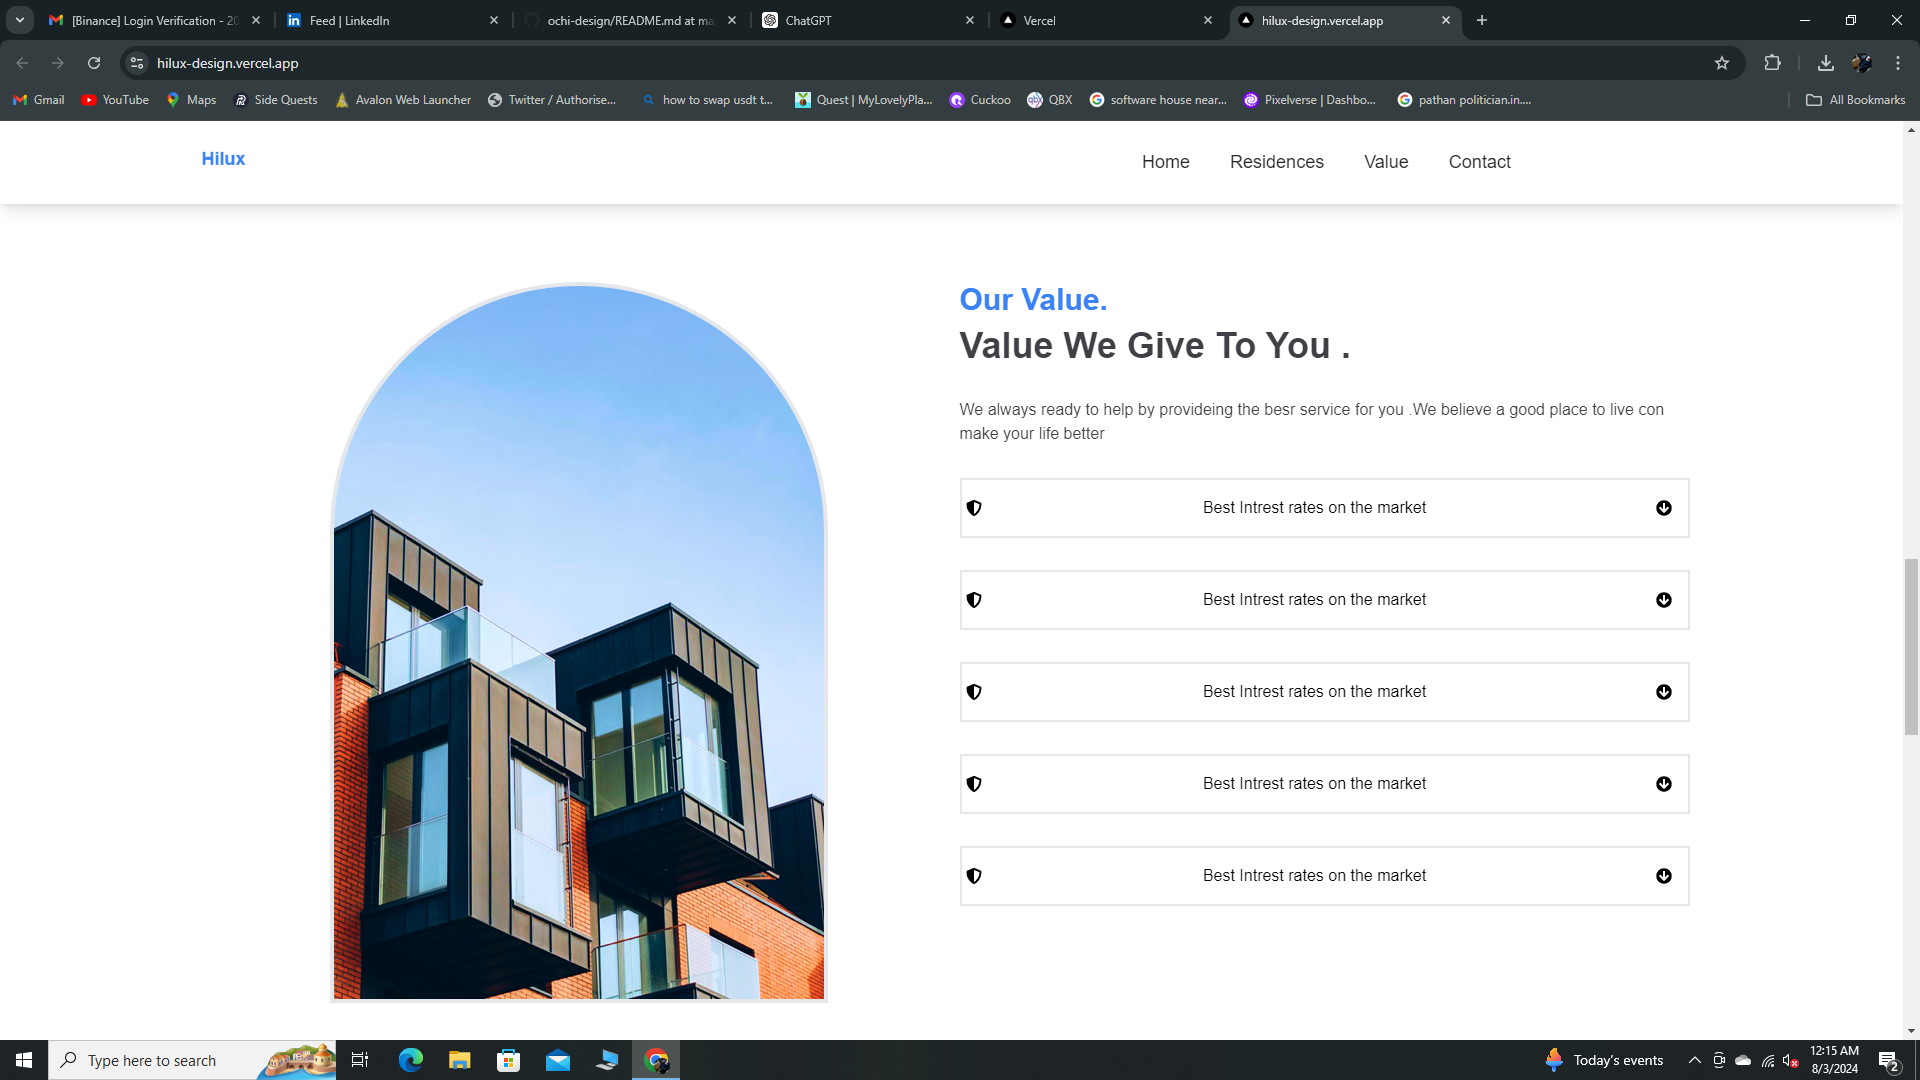 [Binance] Login Verification - 20
Feed | LinkedIn
ochi-design/README.md at ma
ChatGPT
Vercel
hilux-design.vercel.app
hilux-design.vercel.app
Gmail
YouTube
Maps
Side Quests
Avalon Web Launcher
Twitter / Authorise...
how to swap usdt t...
Quest | MyLovelyPla...
Cuckoo
QBX
software house near...
Pixelverse | Dashbo...
pathan politician.in....
All Bookmarks
Hilux
Home
Residences
Value
Contact
Our Value.
Value We Give To You .
We always ready to help by provideing the besr service for you .We believe a good place to live con
make your life better
Best Intrest rates on the market
Best Intrest rates on the market
Best Intrest rates on the market
Best Intrest rates on the market
Best Intrest rates on the market
Type here to search
Today's events
12:15 AM
8/3/2024
2